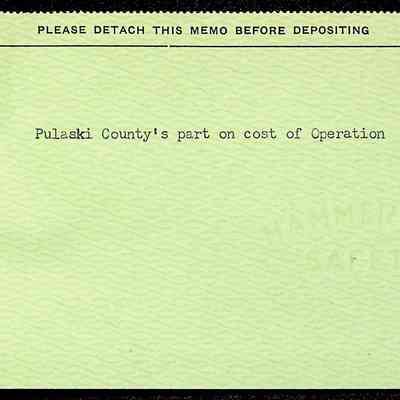 PLEASE DETACH THIS MEMO BEFORE DEPOSITING
Pulaski County's part on cost of Operation